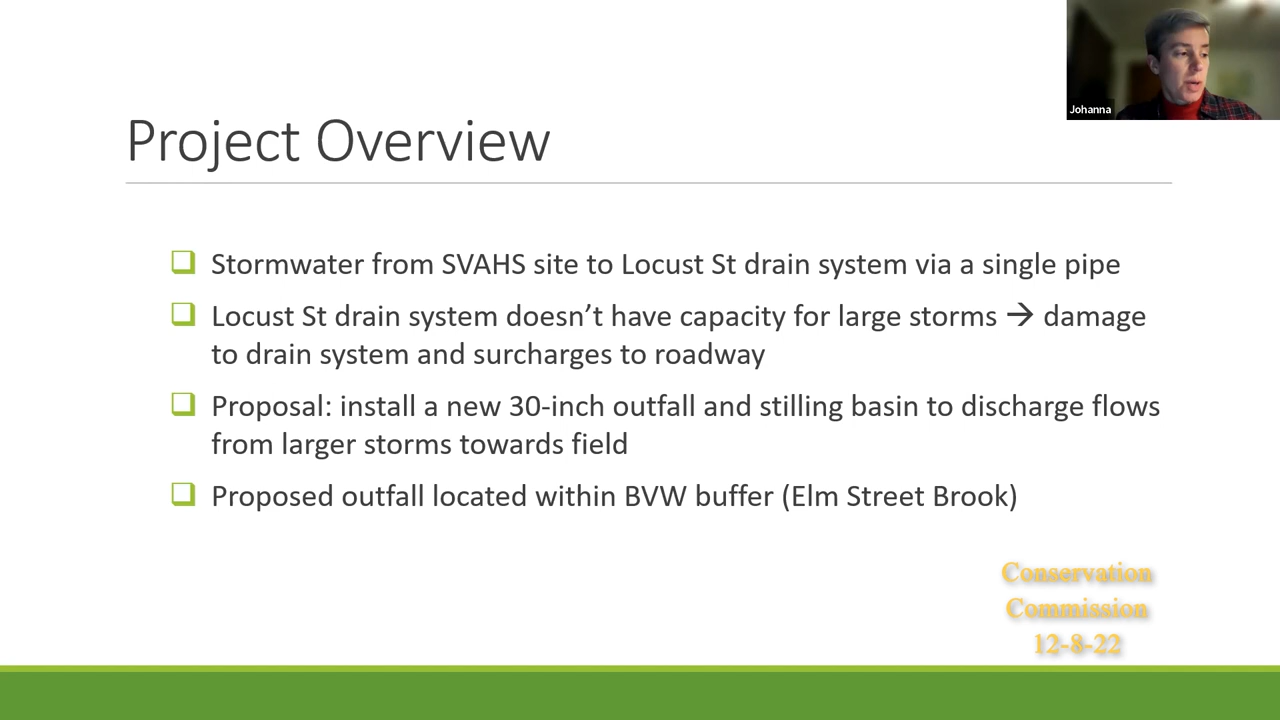 Johanna
Project Overview
Stormwater from SVAHS site to Locust St drain system via a single pipe
Locust St drain system doesn’t have capacity for large storms → damage
to drain system and surcharges to roadway
Proposal: install a new 30-inch outfall and stilling basin to discharge flows
from larger storms towards field
Proposed outfall located within BVW buffer (Elm Street Brook)
Conservation
Commission
12-8-22